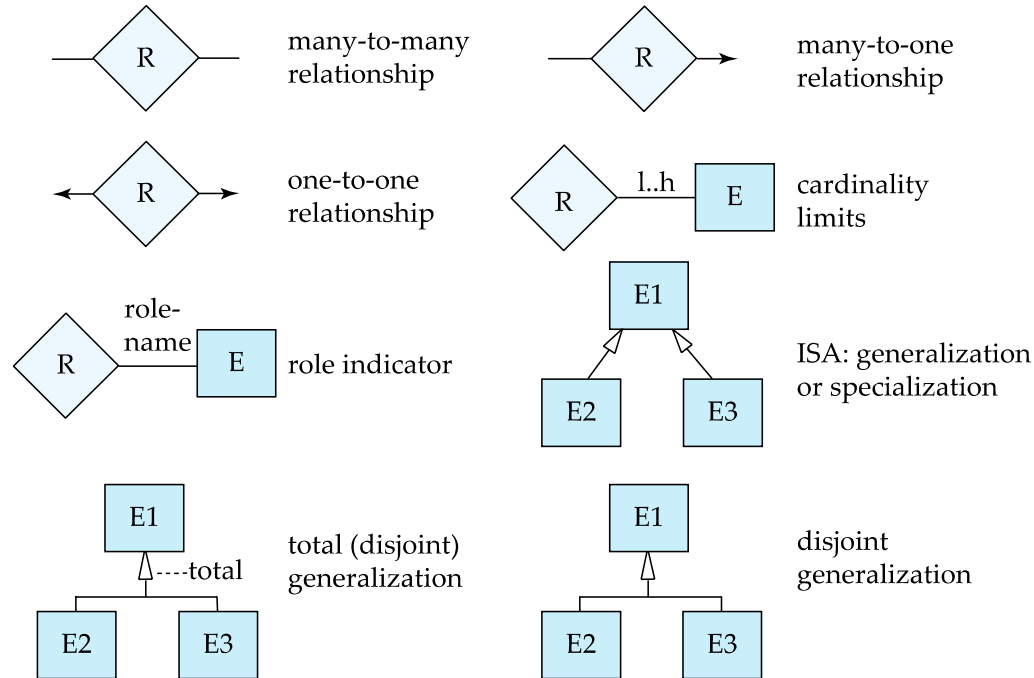 R
many-to-many
relationship
R
many-to-one
relationship
R
one-to-one
relationship
R
l..h
E
cardinality
limits
R
role-
name
E
role indicator
E1
E2
E3
ISA: generalization
or specialization
E1
----total
E2
E3
total (disjoint)
generalization
E1
E2
E3
disjoint
generalization